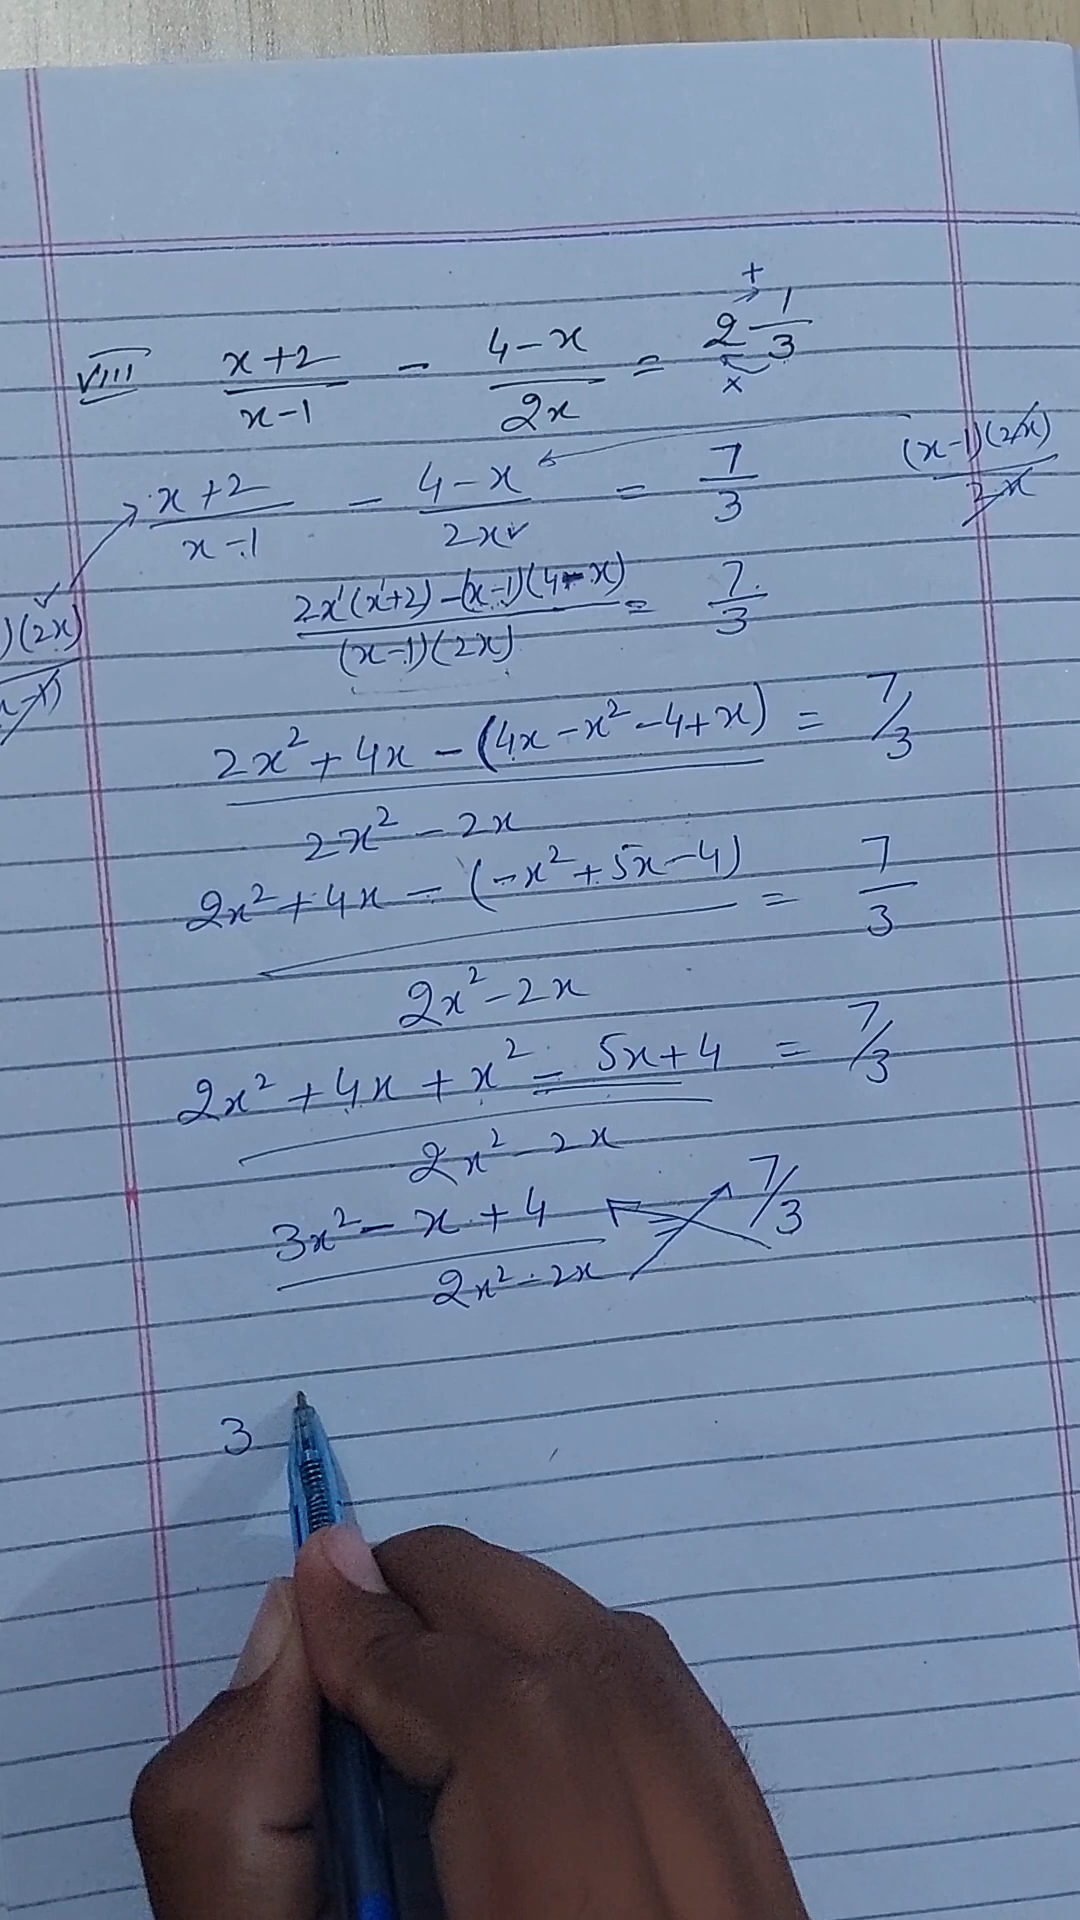 VIII x+2/x-1 - 4-x/2x = 2 1/3
+
x
x+2/x-1 - 4-x/2x = 7/3
(x-1)(2x)/2x
)(2x)/x-1)
2x(x+2)-(x-1)(4-x)/(x-1)(2x) = 7/3
2x²+4x-(4x-x²-4+x)/2x²-2x = 7/3
2x²+4x-(-x²+5x-4)/2x²-2x = 7/3
2x²+4x+x²-5x+4/2x²-2x = 7/3
3x²-x+4/2x²-2x = 7/3
3